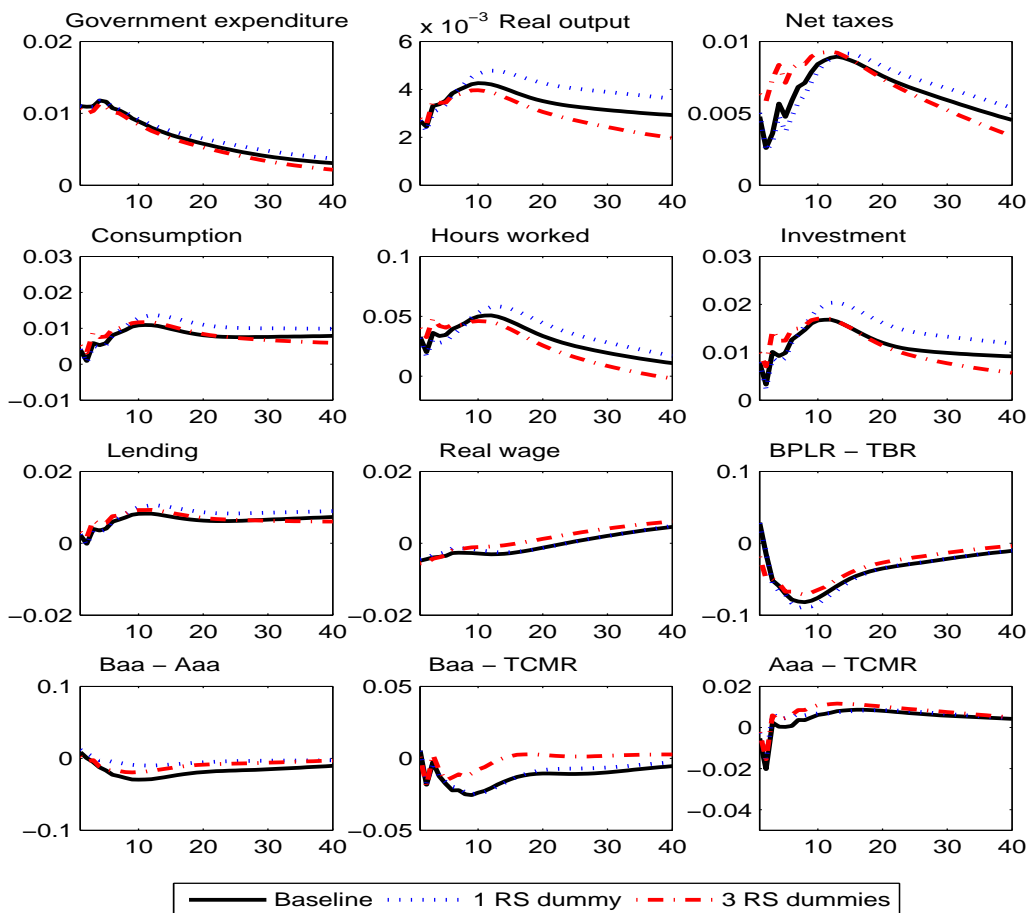 Government expenditure
0.02
0.01
0
10 20 30 40
× 10−3 Real output
6
4
2
0
10 20 30 40
Net taxes
0.01
0.005
0
10 20 30 40
Consumption
0.03
0.02
0.01
0
−0.01
10 20 30 40
Hours worked
0.1
0.05
0
10 20 30 40
Investment
0.03
0.02
0.01
0
10 20 30 40
Lending
0.02
0
−0.02
10 20 30 40
Real wage
0.02
0
−0.02
10 20 30 40
BPLR − TBR
0.1
0
−0.1
10 20 30 40
Baa − Aaa
0.1
0
−0.1
10 20 30 40
Baa − TCMR
0.05
0
−0.05
10 20 30 40
Aaa − TCMR
0.02
0
−0.02
−0.04
10 20 30 40
Baseline 1 RS dummy 3 RS dummies